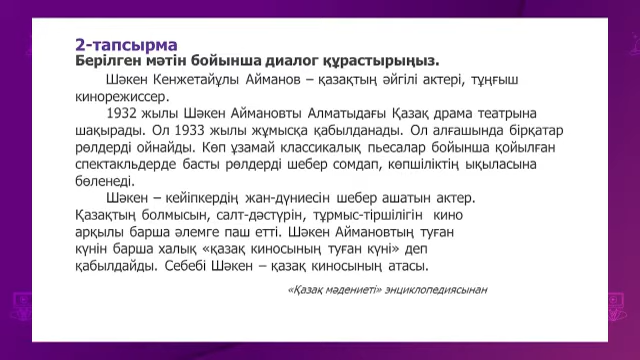 2-тапсырма
Берілген мәтін бойынша диалог құрастырыңыз.
Шәкен Кенжетайұлы Айманов – қазақтың әйгілі актері, тұңғыш
кинорежиссер.
1932 жылы Шәкен Аймановты Алматыдағы Қазақ драма театрына
шақырады. Ол 1933 жылы жұмысқа қабылданады. Ол алғашында бірқатар
рөлдерді ойнайды. Көп ұзамай классикалық пьесалар бойынша қойылған
спектакльдерде басты рөлдерді шебер сомдап, көпшіліктің ықыласына
бөленеді.
Шәкен – кейіпкердің жан-дүниесін шебер ашатын актер.
Қазақтың болмысын, салт-дәстүрін, тұрмыс-тіршілігін кино
арқылы барша әлемге паш етті. Шәкен Аймановтың туған
күнін барша халық «қазақ киносының туған күні» деп
қабылдайды. Себебі Шәкен – қазақ киносының атасы.
«Қазақ мәдениеті» энциклопедиясынан